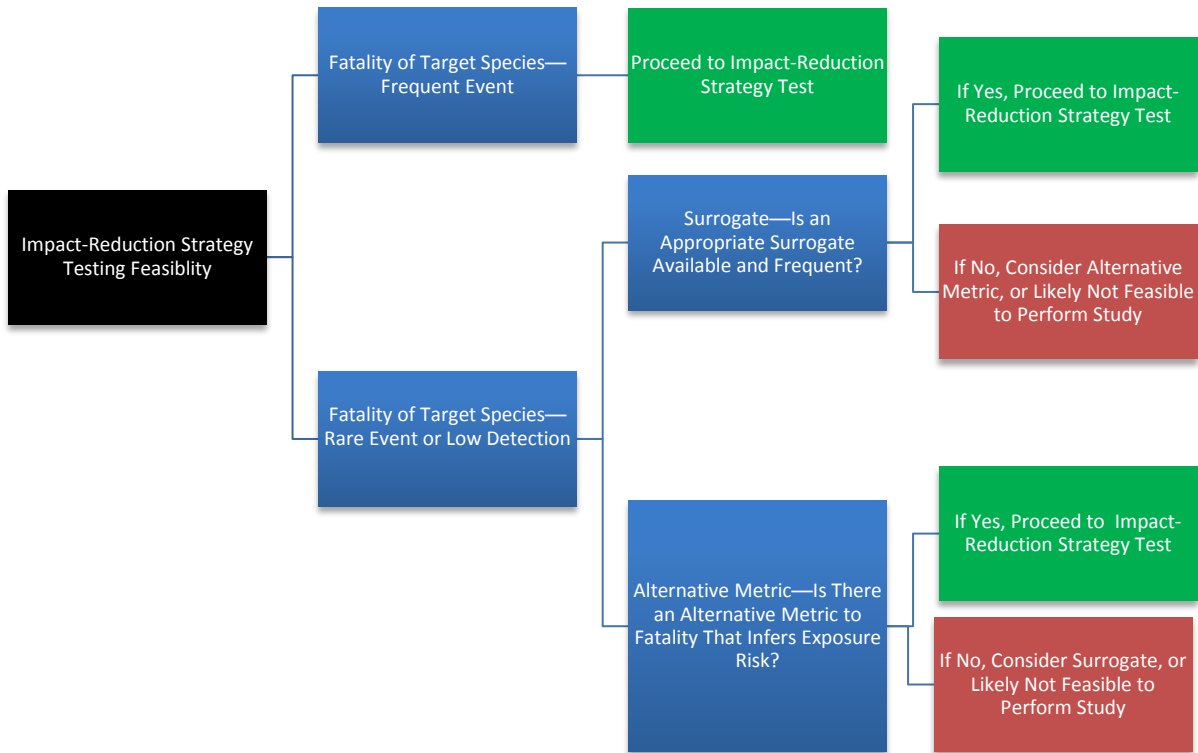 Impact-Reduction Strategy
Testing Feasiblity
Fatality of Target Species—
Frequent Event
Proceed to Impact-Reduction
Strategy Test
Fatality of Target Species—
Rare Event or Low Detection
Surrogate—Is an
Appropriate Surrogate
Available and Frequent?
If Yes, Proceed to Impact-
Reduction Strategy Test
If No, Consider Alternative
Metric, or Likely Not Feasible
to Perform Study
Alternative Metric—Is There
an Alternative Metric to
Fatality That Infers Exposure
Risk?
If Yes, Proceed to  Impact-
Reduction Strategy Test
If No, Consider Surrogate, or
Likely Not Feasible to
Perform Study